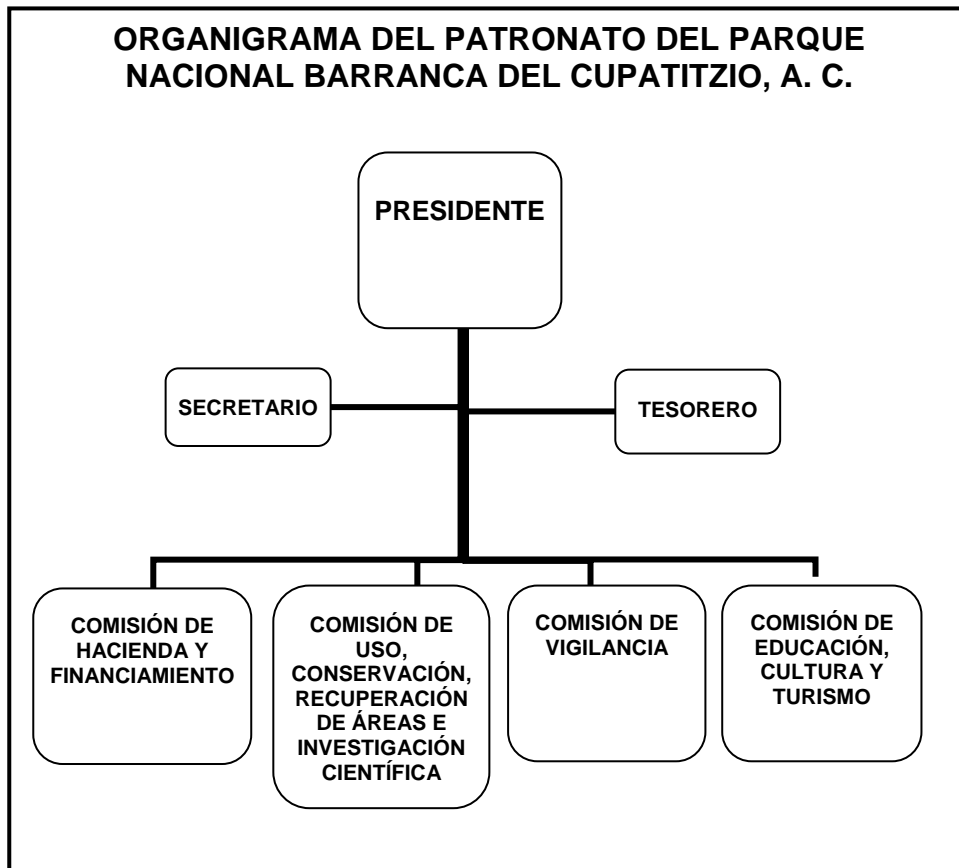 ORGANIGRAMA DEL PATRONATO DEL PARQUE
NACIONAL BARRANCA DEL CUPATITZIO, A. C.
PRESIDENTE
SECRETARIO
TESORERO
COMISIÓN DE
HACIENDA Y
FINANCIAMIENTO
COMISIÓN DE
USO,
CONSERVACIÓN,
RECUPERACIÓN
DE ÁREAS E
INVESTIGACIÓN
CIENTÍFICA
COMISIÓN DE
VIGILANCIA
COMISIÓN DE
EDUCACIÓN,
CULTURA Y
TURISMO